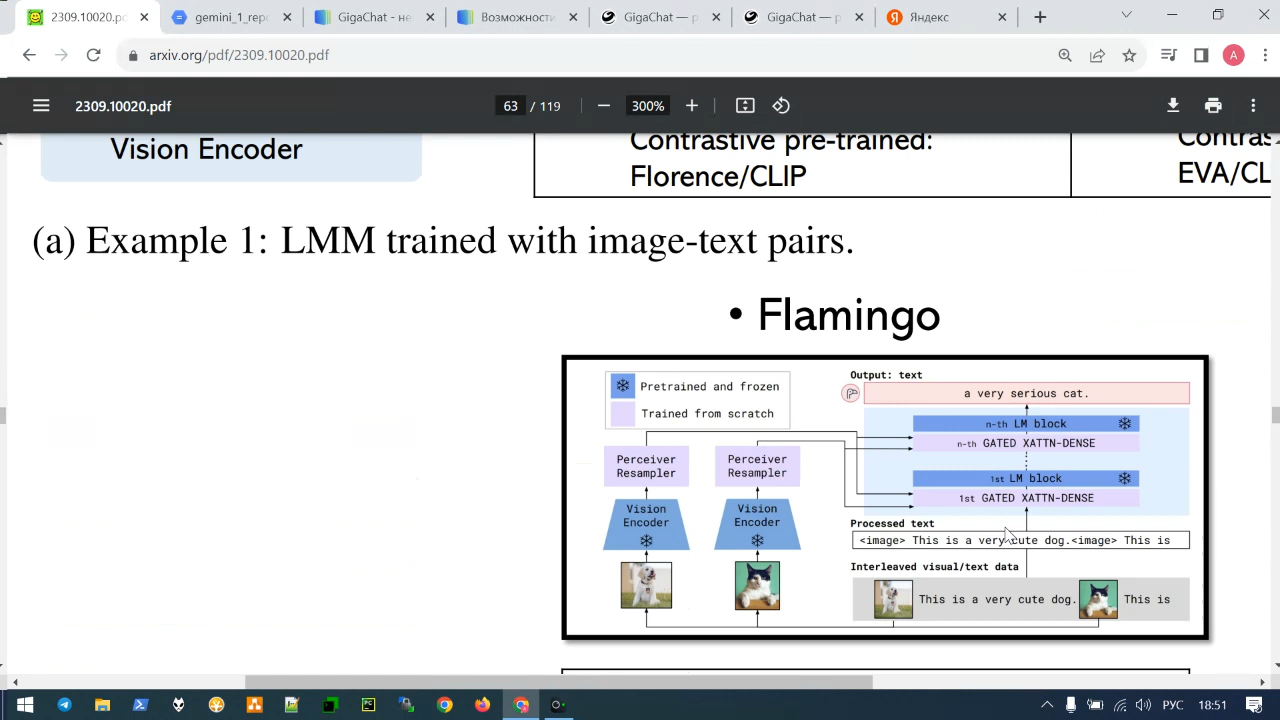 2309.10020.pd
gemini_1_repo
GigaChat - не
Возможности
GigaChat — р
GigaChat — р
Яндекс
arxiv.org/pdf/2309.10020.pdf
A
2309.10020.pdf
63 / 119
300%
Vision Encoder
Contrastive pre-trained:
Florence/CLIP
Contras
EVA/CL
(a) Example 1: LMM trained with image-text pairs.
• Flamingo
Pretrained and frozen
Trained from scratch
Output: text
a very serious cat.
n-th LM block
n-th GATED XATTN-DENSE
1st LM block
1st GATED XATTN-DENSE
Perceiver
Resampler
Perceiver
Resampler
Vision
Encoder
Vision
Encoder
Processed text
<image> This is a very cute dog.<image> This is
Interleaved visual/text data
This is a very cute dog.
This is
РУС
18:51